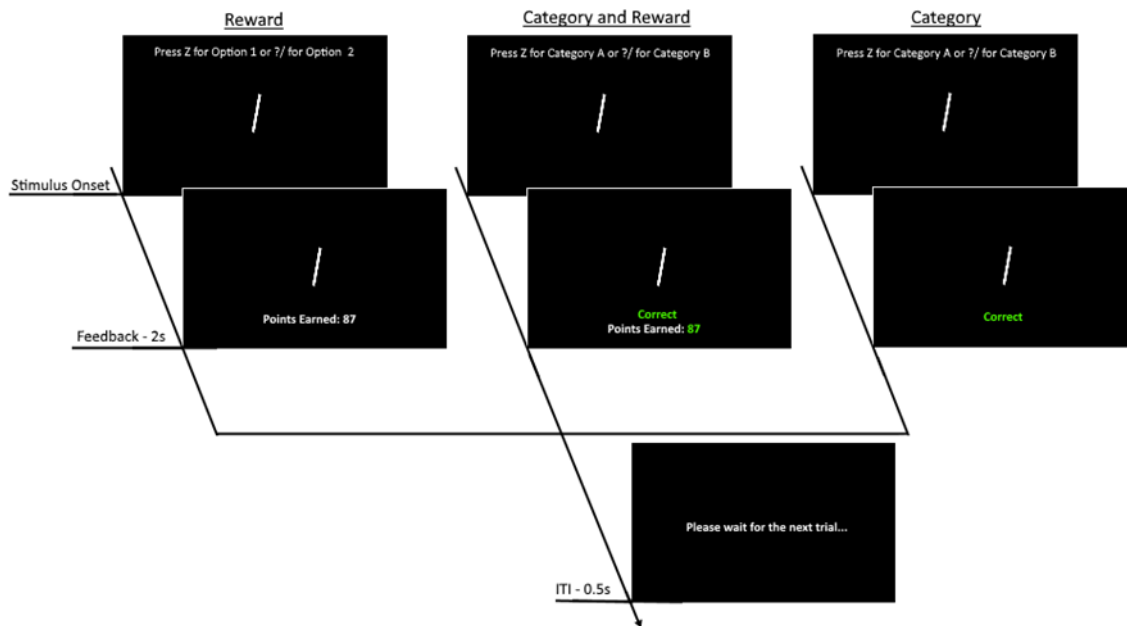 Reward
Category and Reward
Category
Press Z for Option 1 or ?/ for Option 2
Press Z for Category A or ?/ for Category B
Press Z for Category A or ?/ for Category B
Stimulus Onset
Points Earned: 87
Correct
Points Earned: 87
Correct
Feedback - 2s
Please wait for the next trial...
ITI - 0.5s